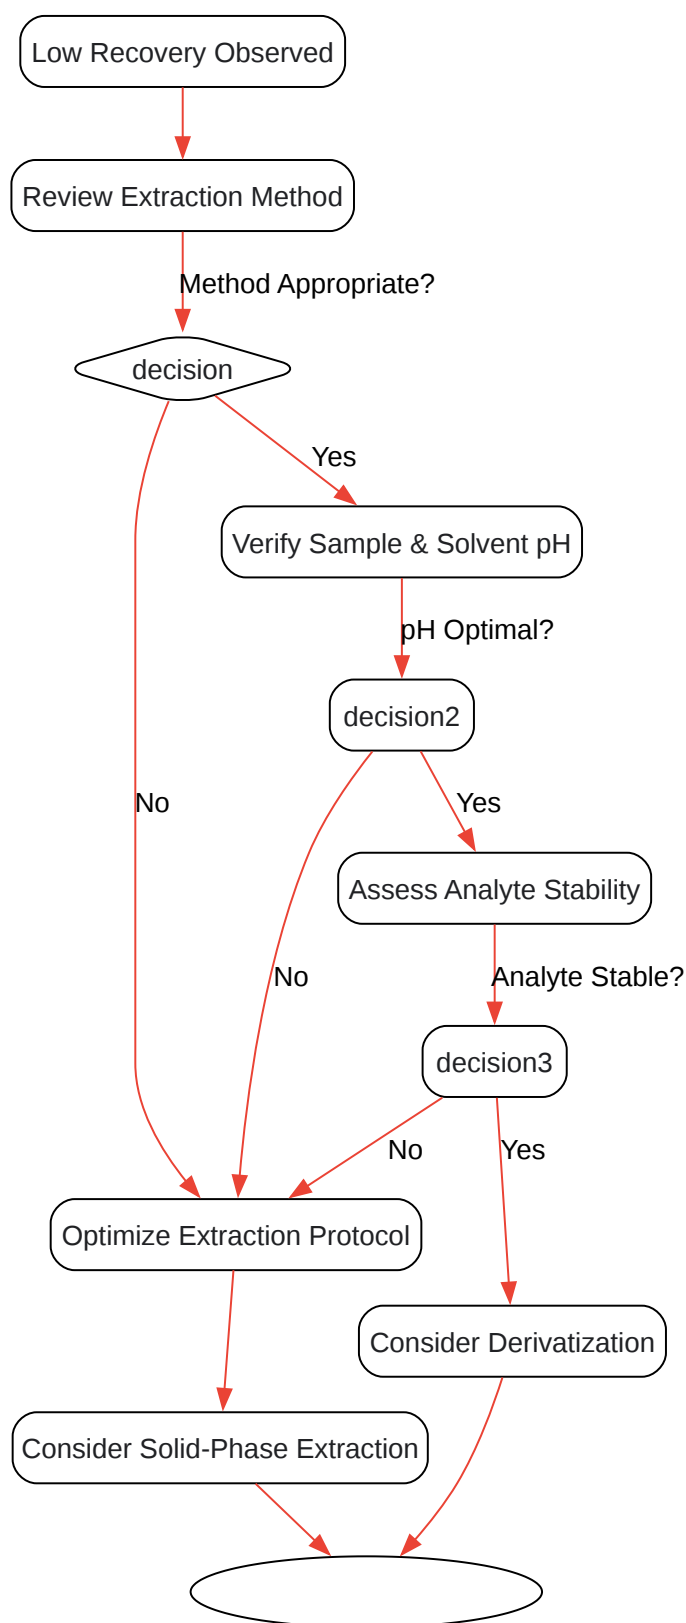 Low Recovery Observed
Review Extraction Method
Method Appropriate?
decision
Yes
Verify Sample & Solvent pH
pH Optimal?
decision2
No
Yes
Assess Analyte Stability
No
Analyte Stable?
decision3
No
Yes
Optimize Extraction Protocol
Consider Derivatization
Consider Solid-Phase Extraction